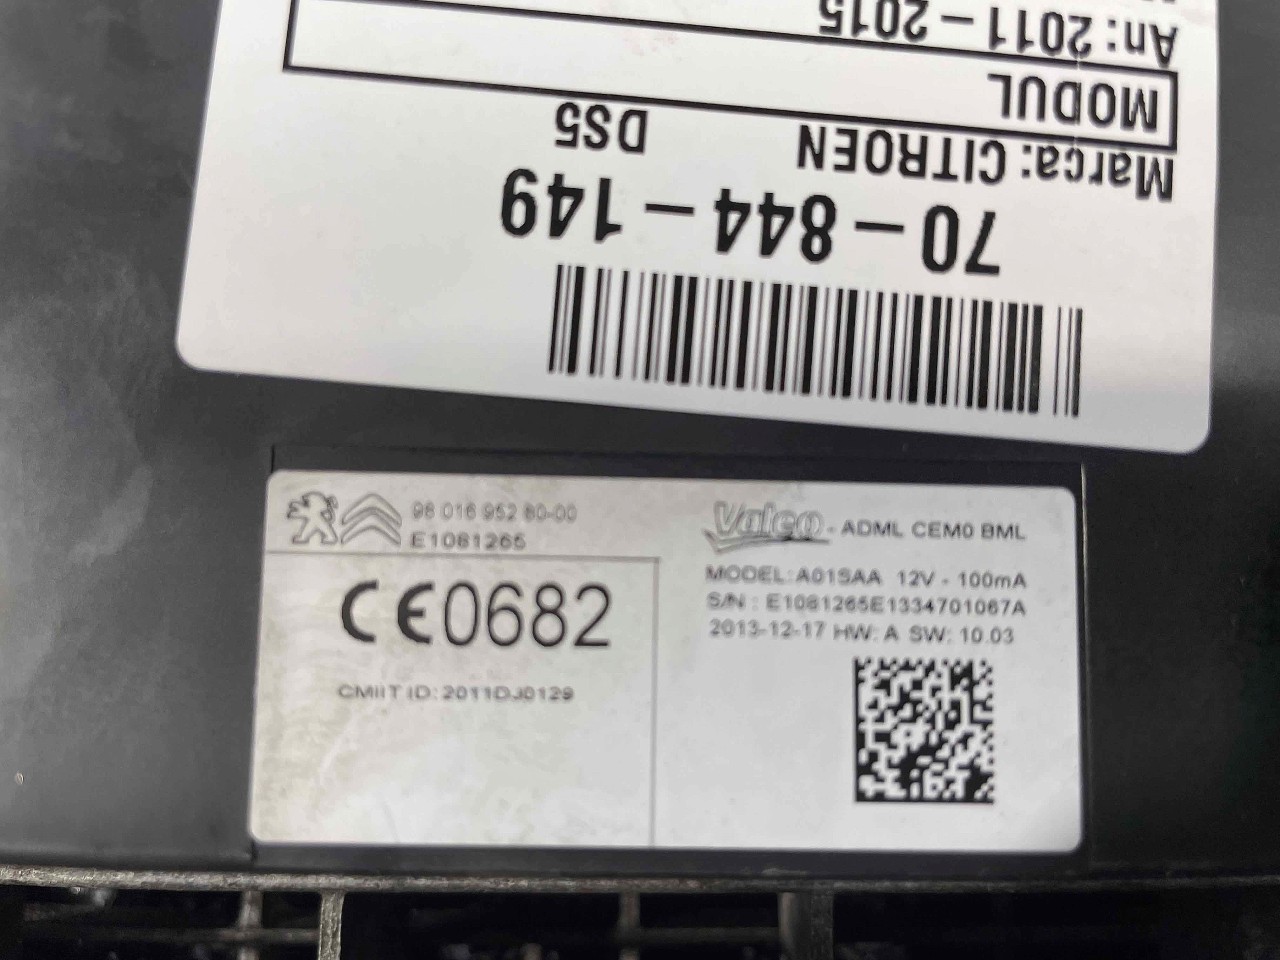 70-844-149
Marca: CITROEN DS5
MODUL
An: 2011-2015
98 016 952 80-00
E1081265
CE0682
CMIIT ID: 2011DJ0129
Valeo - ADML CEM0 BML
MODEL: A01SAA 12V - 100mA
S/N : E1081265E1334701067A
2013-12-17 HW: A SW: 10.03